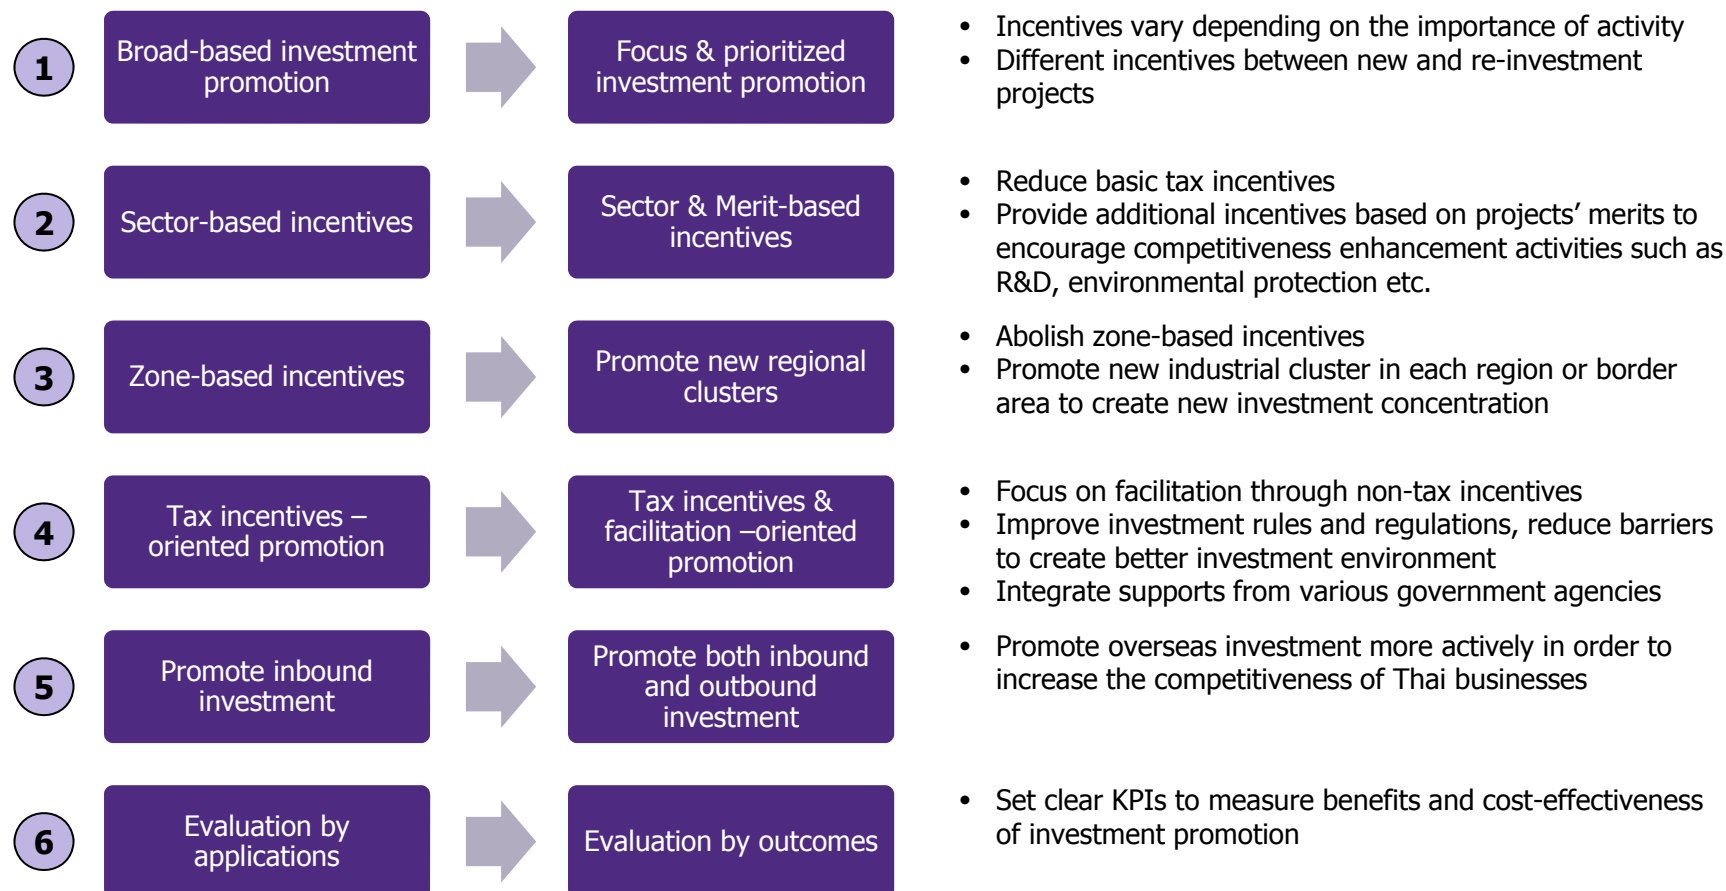 1
Broad-based investment
promotion
Focus & prioritized
investment promotion
• Incentives vary depending on the importance of activity
• Different incentives between new and re-investment
projects
2
Sector-based incentives
Sector & Merit-based
incentives
• Reduce basic tax incentives
• Provide additional incentives based on projects’ merits to
encourage competitiveness enhancement activities such as
R&D, environmental protection etc.
3
Zone-based incentives
Promote new regional
clusters
• Abolish zone-based incentives
• Promote new industrial cluster in each region or border
area to create new investment concentration
4
Tax incentives –
oriented promotion
Tax incentives &
facilitation –oriented
promotion
• Focus on facilitation through non-tax incentives
• Improve investment rules and regulations, reduce barriers
to create better investment environment
• Integrate supports from various government agencies
5
Promote inbound
investment
Promote both inbound
and outbound
investment
• Promote overseas investment more actively in order to
increase the competitiveness of Thai businesses
6
Evaluation by
applications
Evaluation by outcomes
• Set clear KPIs to measure benefits and cost-effectiveness
of investment promotion